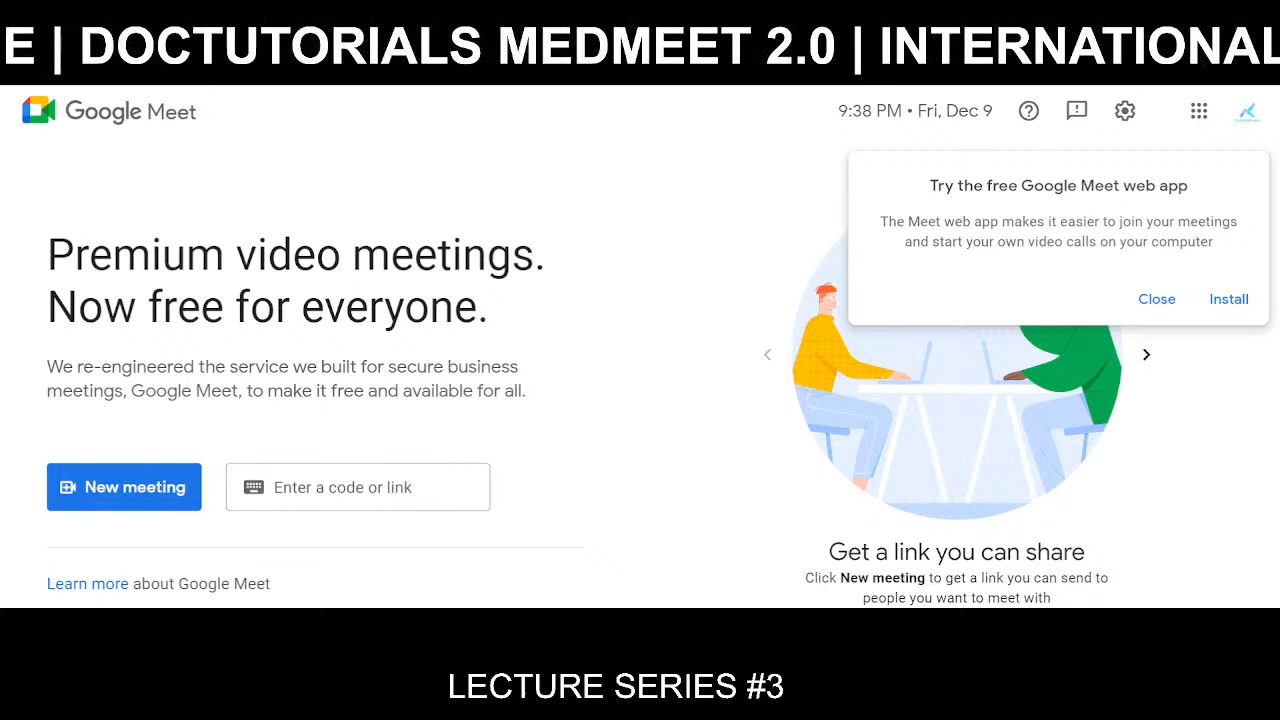 E | DOCTUTORIALS MEDMEET 2.0 | INTERNATIONAL
Google Meet
9:38 PM • Fri, Dec 9
Try the free Google Meet web app
The Meet web app makes it easier to join your meetings
and start your own video calls on your computer
Close Install
Premium video meetings.
Now free for everyone.
We re-engineered the service we built for secure business
meetings, Google Meet, to make it free and available for all.
New meeting
Enter a code or link
Learn more about Google Meet
Get a link you can share
Click New meeting to get a link you can send to
people you want to meet with
LECTURE SERIES #3